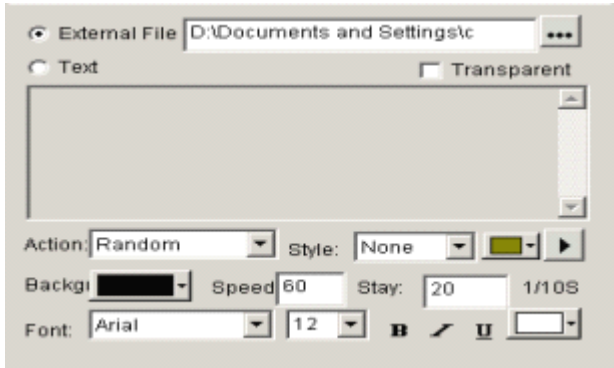 External File D:\Documents and Settings\c
Text Transparent
Action: Random Style: None
Backgr Speed 60 Stay: 20 1/10S
Font: Arial 12 B I U